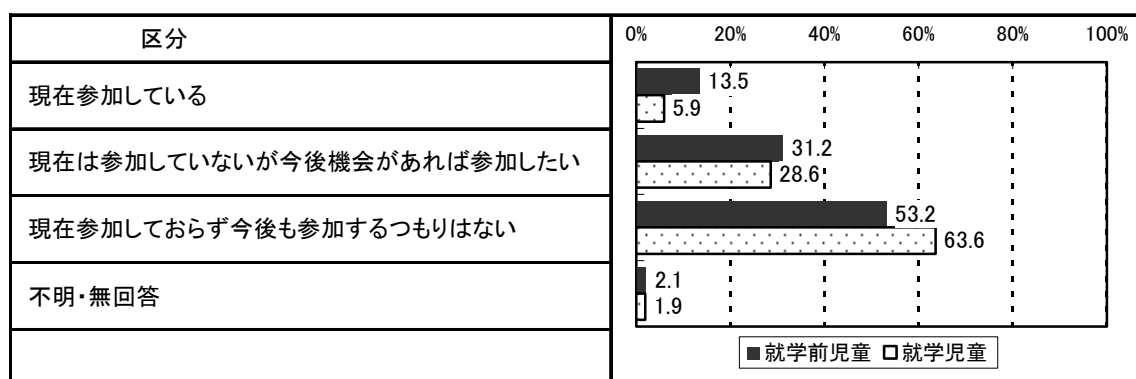 区分
0% 20% 40% 60% 80% 100%
現在参加している
13.5
5.9
現在は参加していないが今後機会があれば参加したい
31.2
28.6
現在参加しておらず今後も参加するつもりはない
53.2
63.6
不明・無回答
2.1
1.9
就学前児童 就学児童